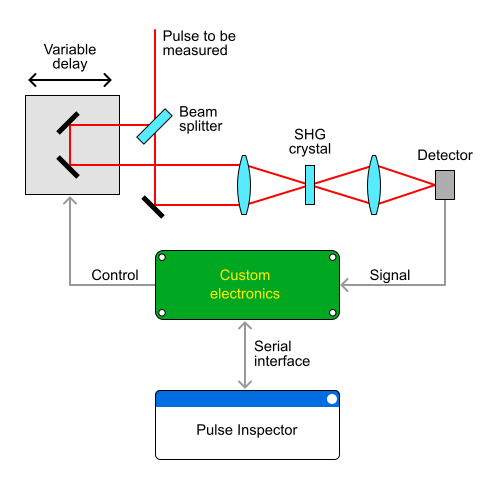 Pulse to be
measured
Variable
delay
Beam
splitter
SHG
crystal
Detector
Control
Custom
electronics
Signal
Serial
interface
Pulse Inspector